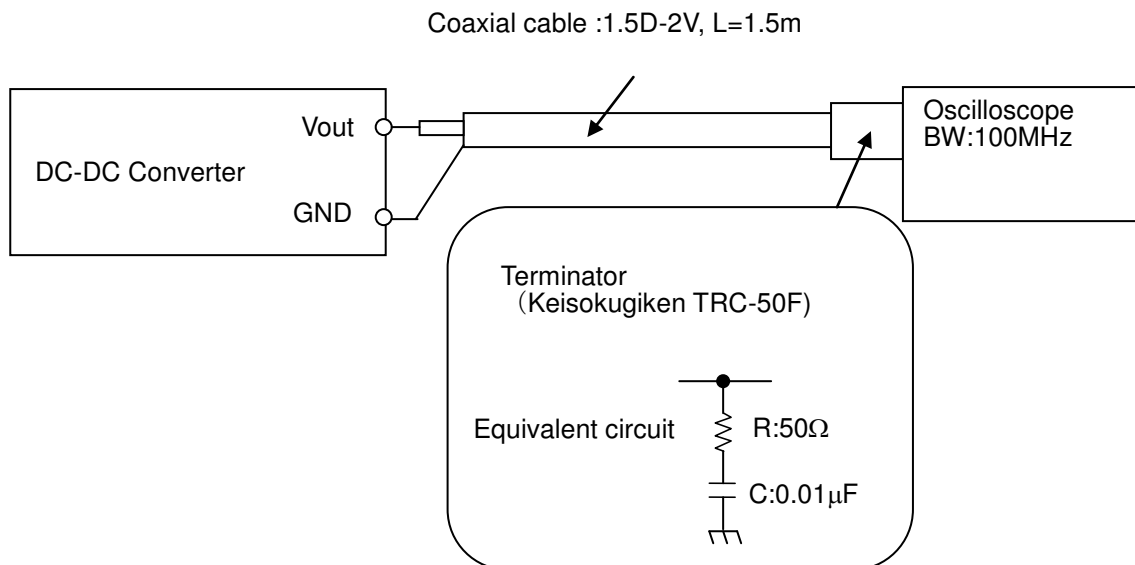 Coaxial cable :1.5D-2V, L=1.5m
Vout
DC-DC Converter
GND
Oscilloscope
BW:100MHz
Terminator
（Keisokugiken TRC-50F)
Equivalent circuit
R:50Ω
C:0.01μF